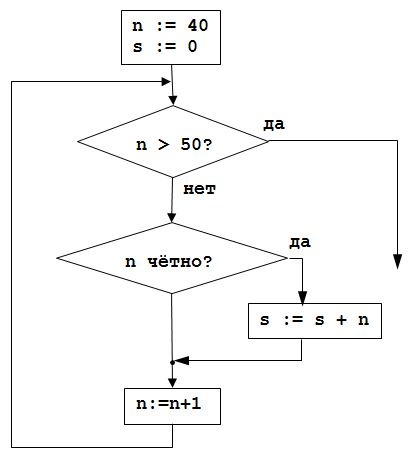 n := 40
s := 0
да
n > 50?
нет
да
n чётно?
s := s + n
n:=n+1